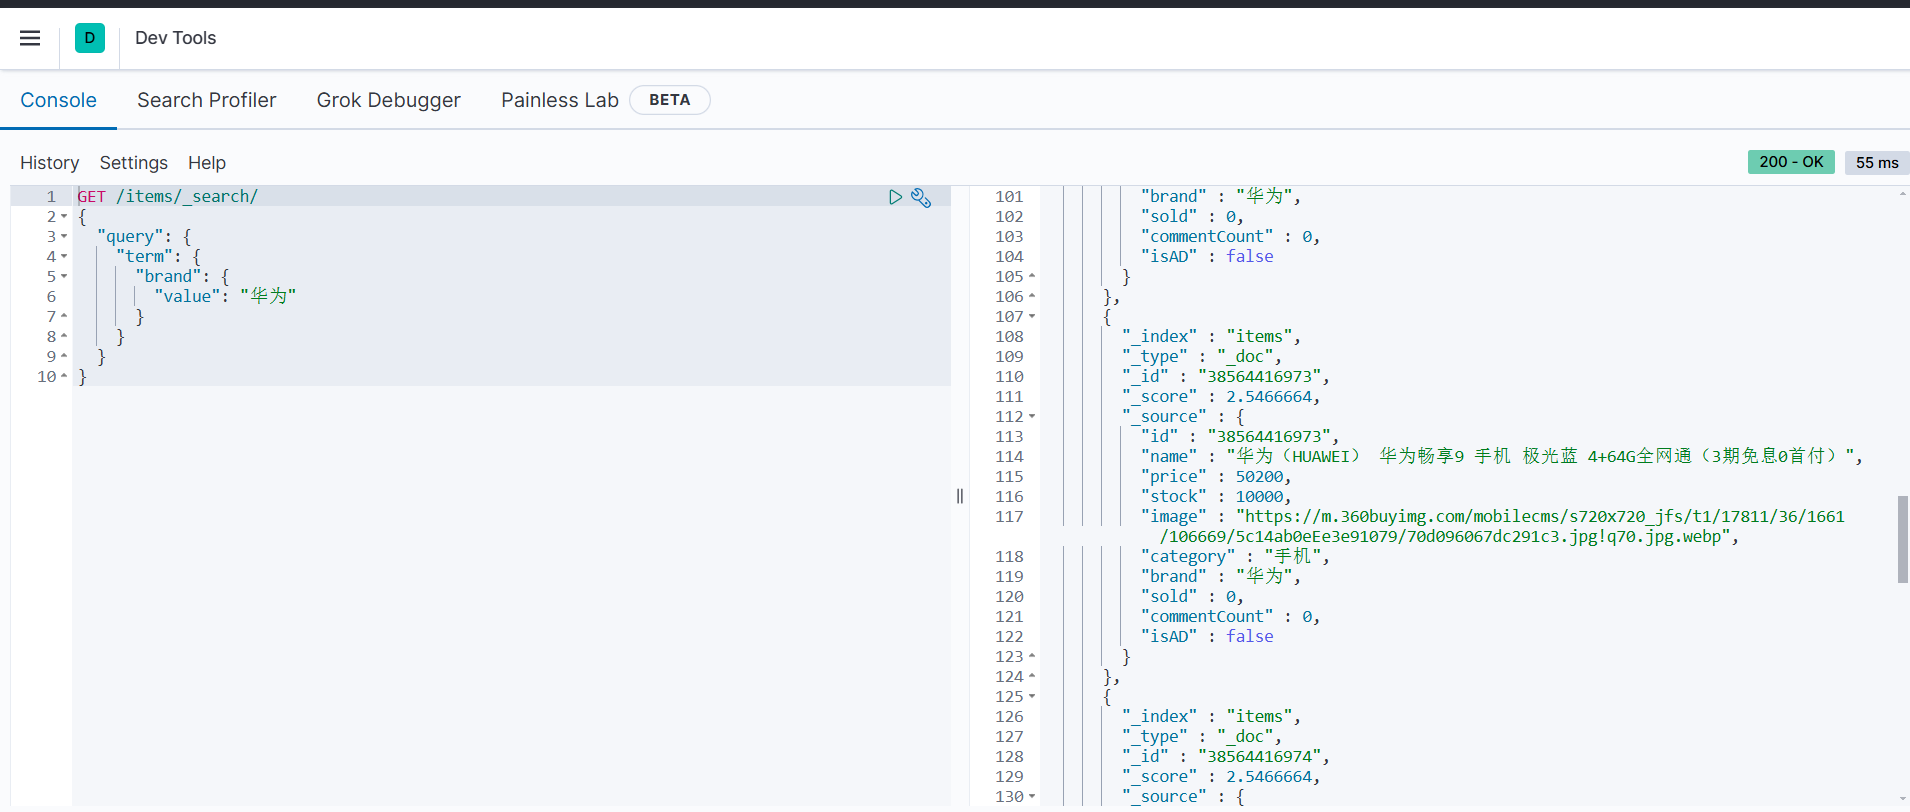 D Dev Tools
Console Search Profiler Grok Debugger Painless Lab BETA
History Settings Help 200 - OK 55 ms
1 GET /items/_search/
2 {
3 "query": {
4 "term": {
5 "brand": {
6 "value": "华为"
7 }
8 }
9 }
10 }
101 "brand" : "华为",
102 "sold" : 0,
103 "commentCount" : 0,
104 "isAD" : false
105 }
106 },
107 {
108 "_index" : "items",
109 "_type" : "_doc",
110 "_id" : "38564416973",
111 "_score" : 2.5466664,
112 "_source" : {
113 "id" : "38564416973",
114 "name" : "华为（HUAWEI） 华为畅享9 手机 极光蓝 4+64G全网通（3期免息0首付）",
115 "price" : 50200,
116 "stock" : 10000,
117 "image" : "https://m.360buyimg.com/mobilecms/s720x720_jfs/t1/17811/36/1661
/106669/5c14ab0eEe3e91079/70d096067dc291c3.jpg!q70.jpg.webp",
118 "category" : "手机",
119 "brand" : "华为",
120 "sold" : 0,
121 "commentCount" : 0,
122 "isAD" : false
123 }
124 },
125 {
126 "_index" : "items",
127 "_type" : "_doc",
128 "_id" : "38564416974",
129 "_score" : 2.5466664,
130 "_source" : {